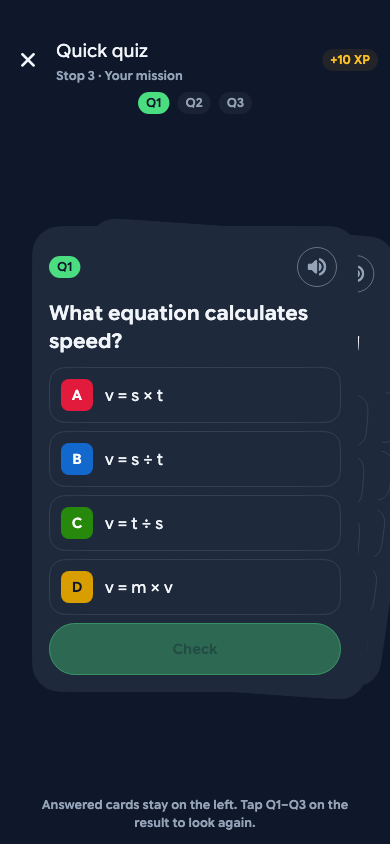 Quick quiz
Stop 3 · Your mission
+10 XP
Q1 Q2 Q3
Q1
What equation calculates
speed?
A v = s × t
B v = s ÷ t
C v = t ÷ s
D v = m × v
Check
Answered cards stay on the left. Tap Q1–Q3 on the
result to look again.